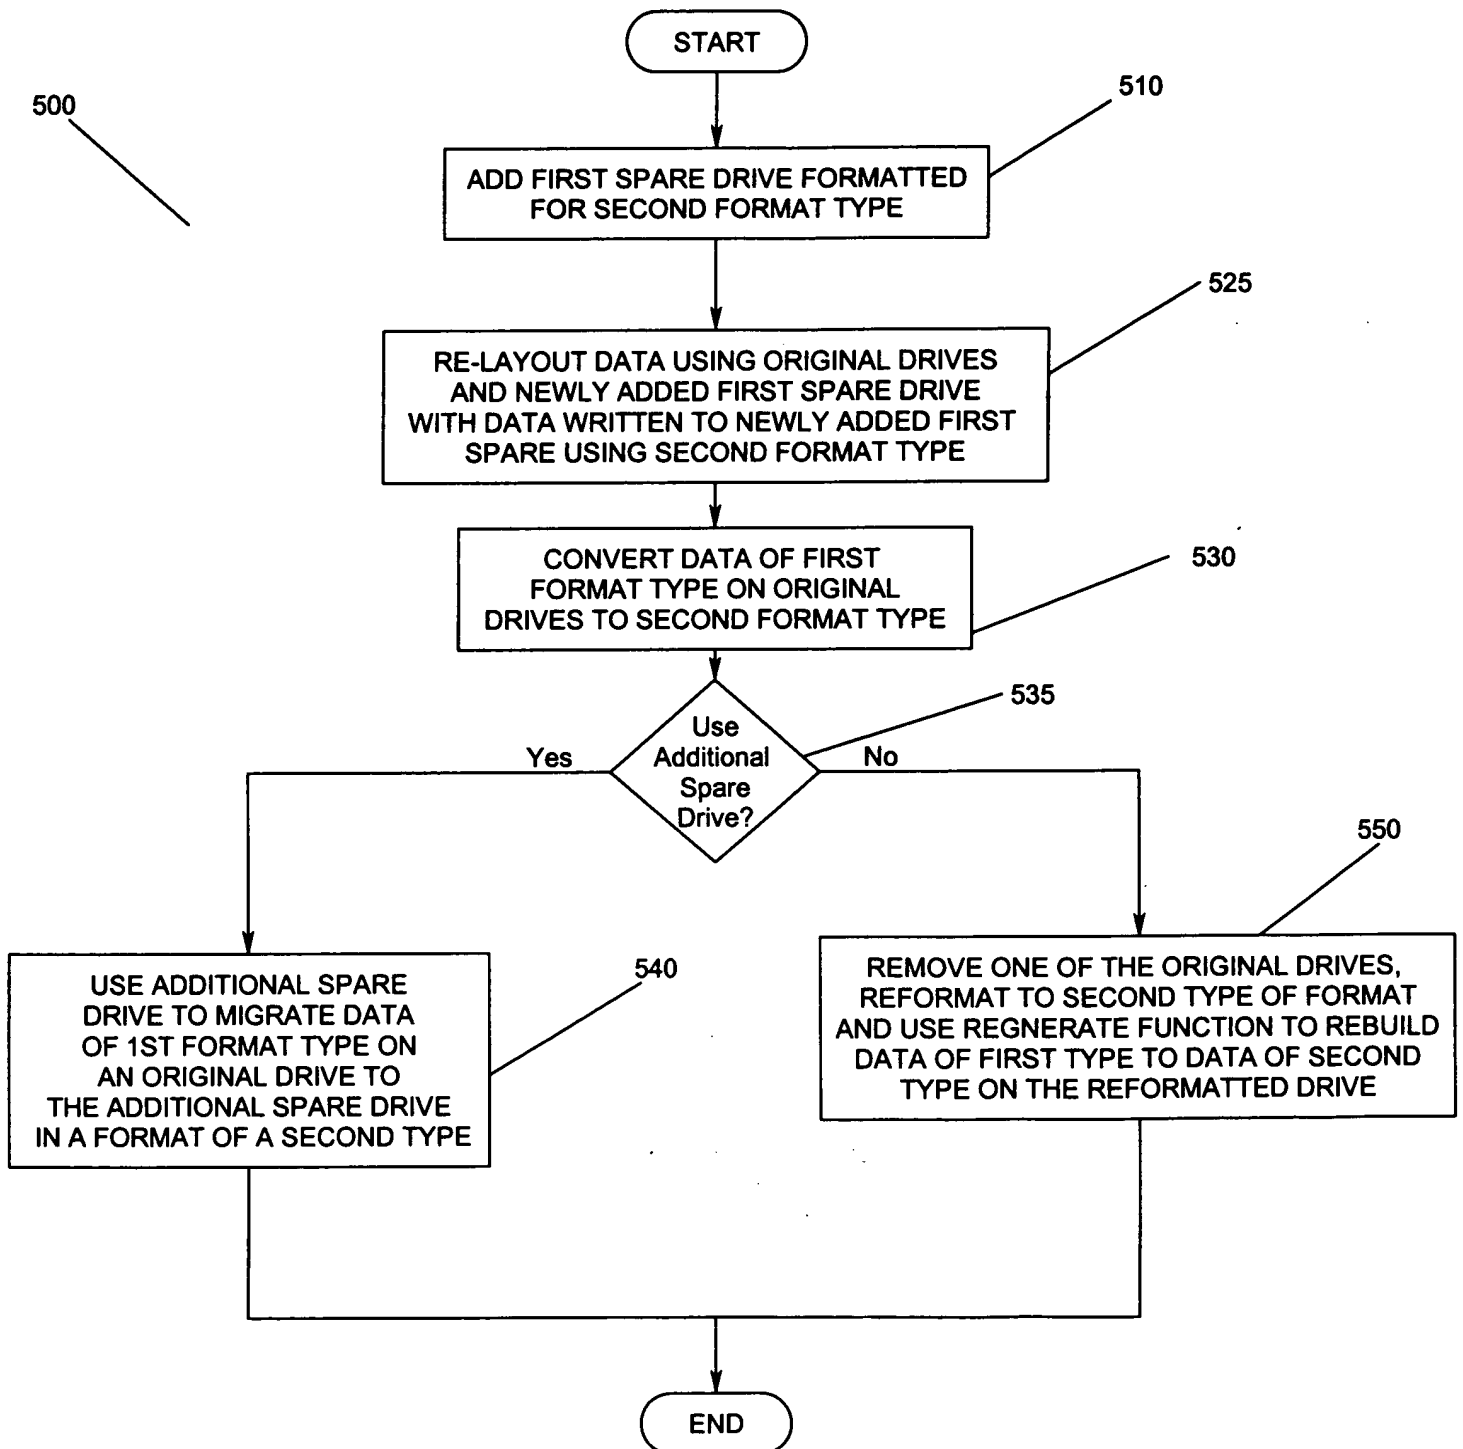 START
500
510
ADD FIRST SPARE DRIVE FORMATTED
FOR SECOND FORMAT TYPE
525
RE-LAYOUT DATA USING ORIGINAL DRIVES
AND NEWLY ADDED FIRST SPARE DRIVE
WITH DATA WRITTEN TO NEWLY ADDED FIRST
SPARE USING SECOND FORMAT TYPE
530
CONVERT DATA OF FIRST
FORMAT TYPE ON ORIGINAL
DRIVES TO SECOND FORMAT TYPE
535
Use
Additional
Spare
Drive?
Yes
No
550
540
USE ADDITIONAL SPARE
DRIVE TO MIGRATE DATA
OF 1ST FORMAT TYPE ON
AN ORIGINAL DRIVE TO
THE ADDITIONAL SPARE DRIVE
IN A FORMAT OF A SECOND TYPE
REMOVE ONE OF THE ORIGINAL DRIVES,
REFORMAT TO SECOND TYPE OF FORMAT
AND USE REGNERATE FUNCTION TO REBUILD
DATA OF FIRST TYPE TO DATA OF SECOND
TYPE ON THE REFORMATTED DRIVE
END